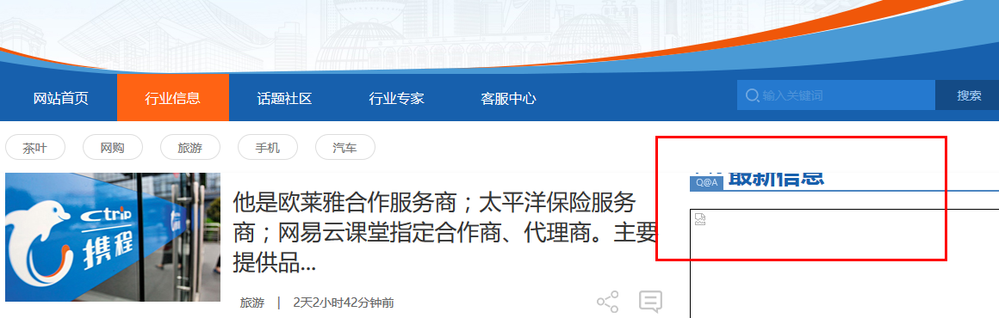 网站首页
行业信息
话题社区
行业专家
客服中心
输入关键词
搜索
茶叶
网购
旅游
手机
汽车
最新信息
Q@A
Ctrip
携程
他是欧莱雅合作服务商；太平洋保险服务
商；网易云课堂指定合作商、代理商。主要
提供品...
旅游 | 2天2小时42分钟前